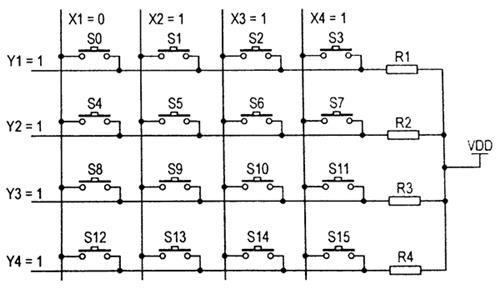 X1 = 0 X2 = 1 X3 = 1 X4 = 1
S0 S1 S2 S3
Y1 = 1 R1
S4 S5 S6 S7
Y2 = 1 R2
VDD
S8 S9 S10 S11
Y3 = 1 R3
S12 S13 S14 S15
Y4 = 1 R4